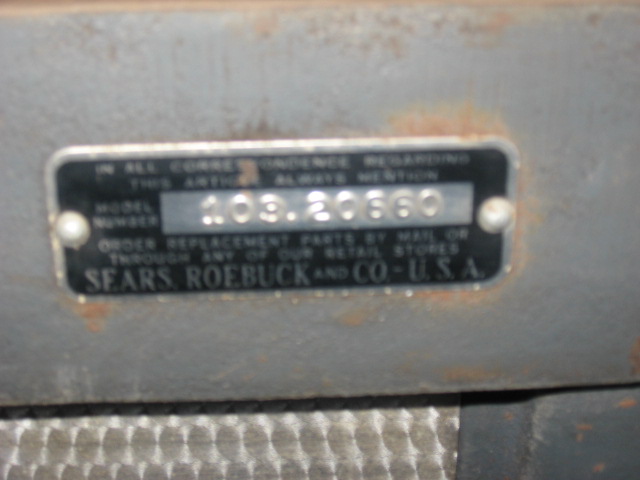 IN ALL CORRESPONDENCE REGARDING
THIS ARTICLE ALWAYS MENTION
MODEL NUMBER 103.20660
ORDER REPLACEMENT PARTS BY MAIL OR
THROUGH ANY OF OUR RETAIL STORES
SEARS, ROEBUCK AND CO.-U.S.A.